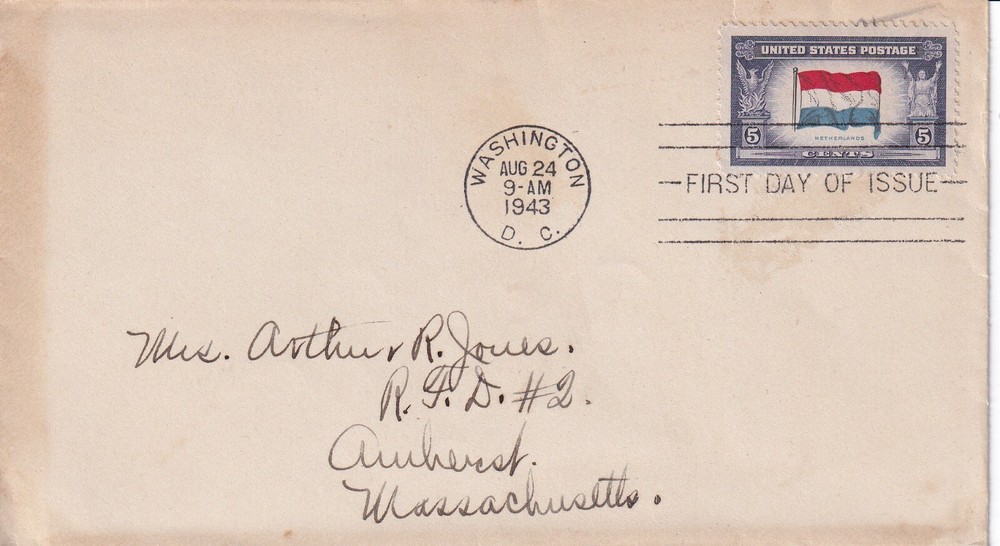 UNITED STATES POSTAGE
NETHERLANDS
5 CENTS 5
WASHINGTON
AUG 24
9-AM
1943
D. C.
FIRST DAY OF ISSUE
Mrs. Arthur R. Jones.
R.F.D. #2.
Amherst.
Massachusetts.